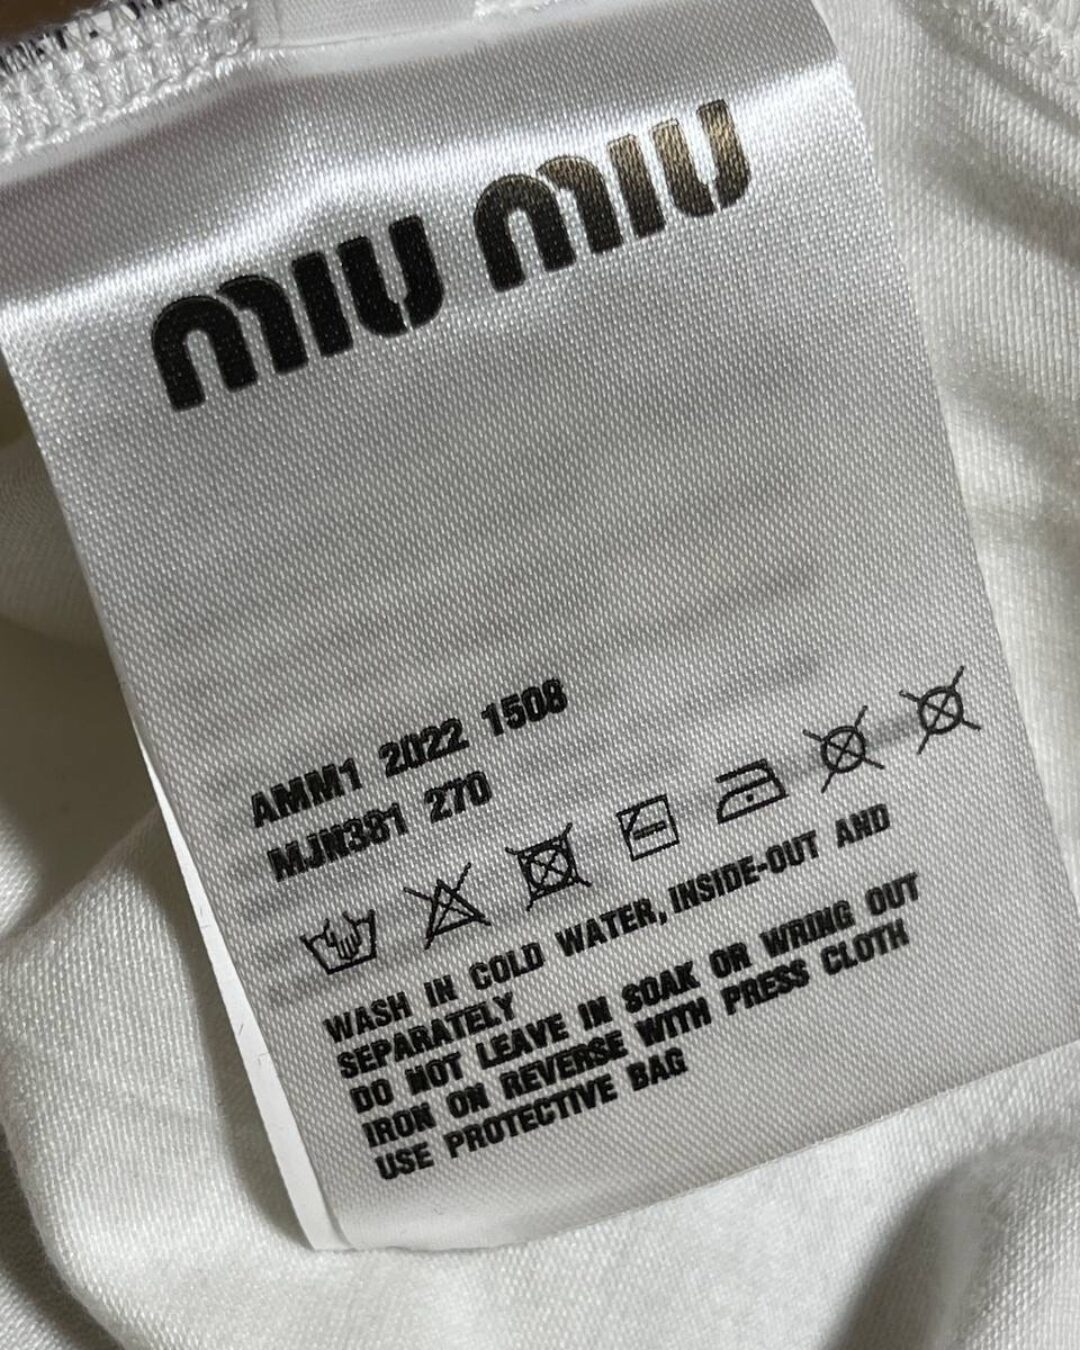 MIU MIU
AMM1 2022 1508
MJN381 270
WASH IN COLD WATER, INSIDE-OUT AND
SEPARATELY
DO NOT LEAVE IN SOAK OR WRING OUT
IRON ON REVERSE WITH PRESS CLOTH
USE PROTECTIVE BAG